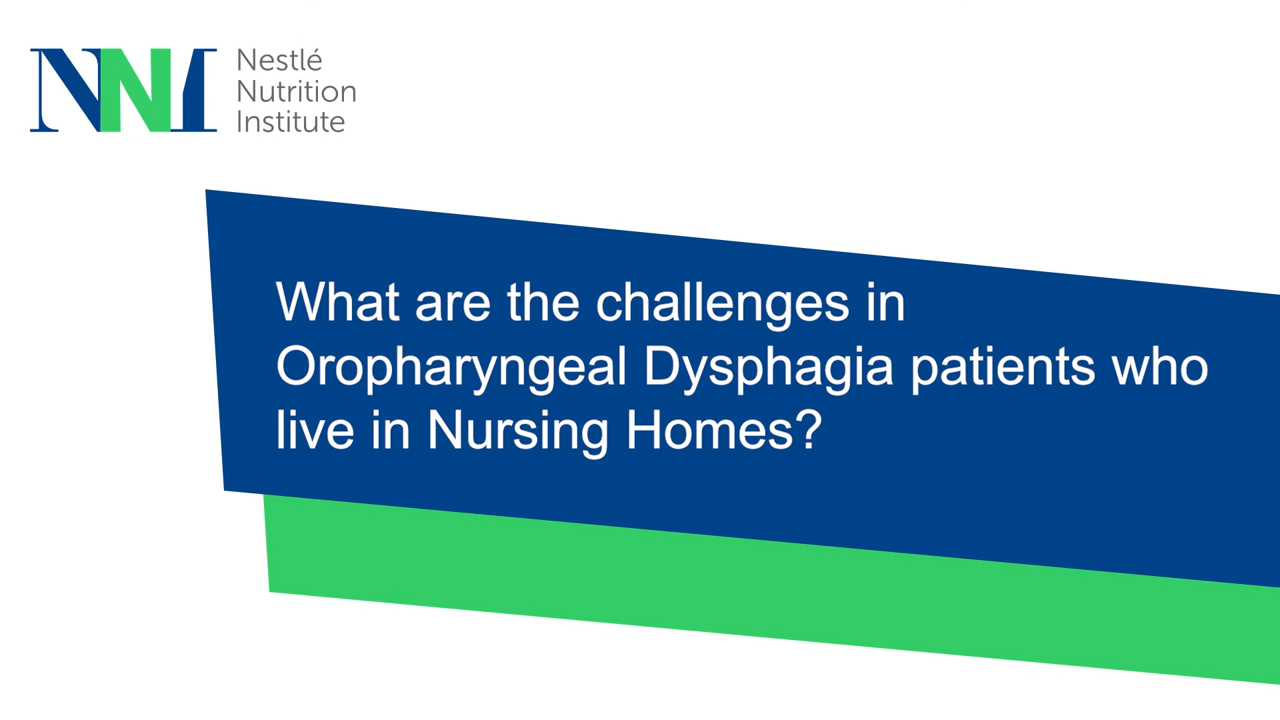 NNI
Nestlé
Nutrition
Institute
What are the challenges in
Oropharyngeal Dysphagia patients who
live in Nursing Homes?